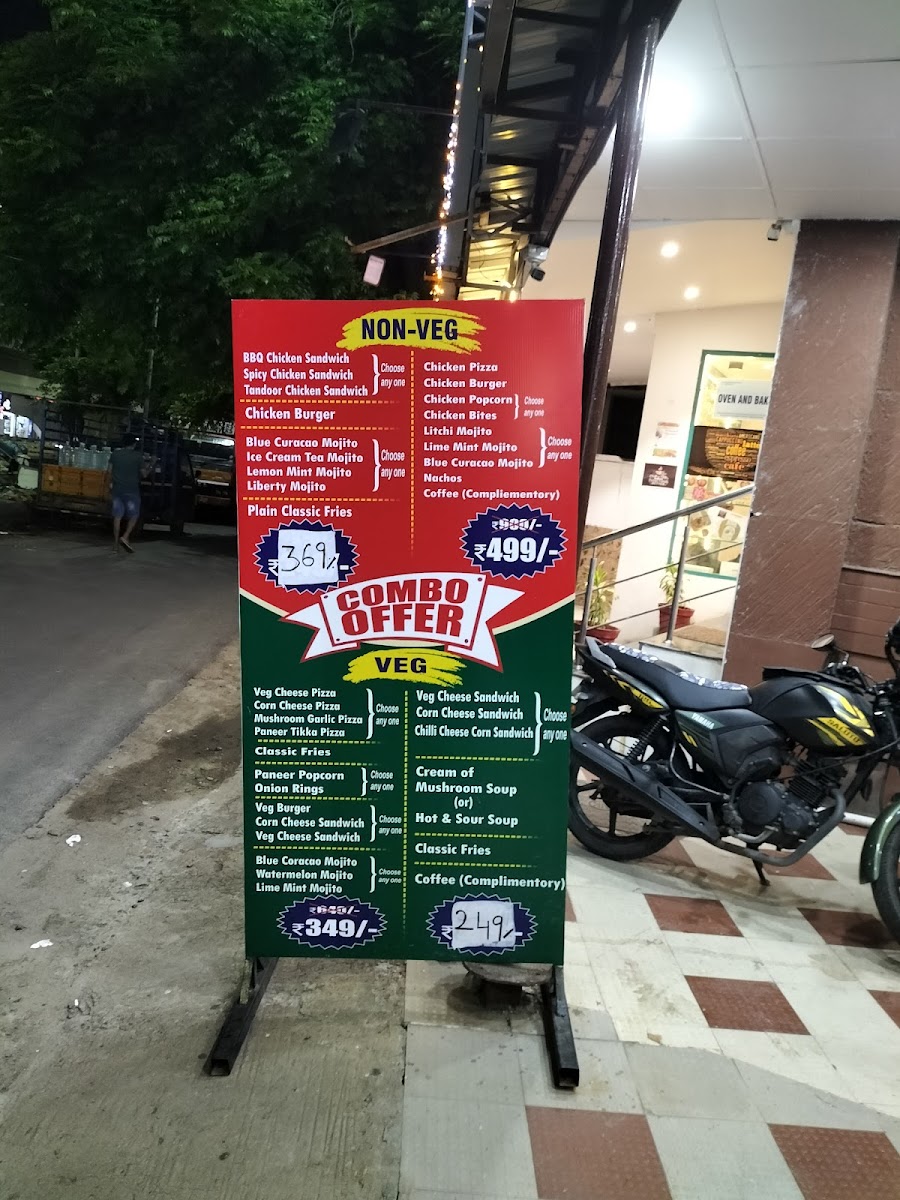 NON-VEG
BBQ Chicken Sandwich
Spicy Chicken Sandwich
Tandoor Chicken Sandwich
Choose
any one
Chicken Burger
Blue Curacao Mojito
Ice Cream Tea Mojito
Lemon Mint Mojito
Liberty Mojito
Choose
any one
Plain Classic Fries
₹369/-
Chicken Pizza
Chicken Burger
Chicken Popcorn
Chicken Bites
Choose
any one
Litchi Mojito
Lime Mint Mojito
Blue Curacao Mojito
Choose
any one
Nachos
Coffee (Compliementory)
₹989/-
₹499/-
COMBO
OFFER
VEG
Veg Cheese Pizza
Corn Cheese Pizza
Mushroom Garlic Pizza
Paneer Tikka Pizza
Choose
any one
Classic Fries
Paneer Popcorn
Onion Rings
Choose
any one
Veg Burger
Corn Cheese Sandwich
Veg Cheese Sandwich
Choose
any one
Blue Coracao Mojito
Watermelon Mojito
Lime Mint Mojito
Choose
any one
₹649/-
₹349/-
Veg Cheese Sandwich
Corn Cheese Sandwich
Chilli Cheese Corn Sandwich
Choose
any one
Cream of
Mushroom Soup
(or)
Hot & Sour Soup
Classic Fries
Coffee (Complimentory)
₹249/-
OVEN AND BAK
coffee
cafe
YAMAHA
SALUTO